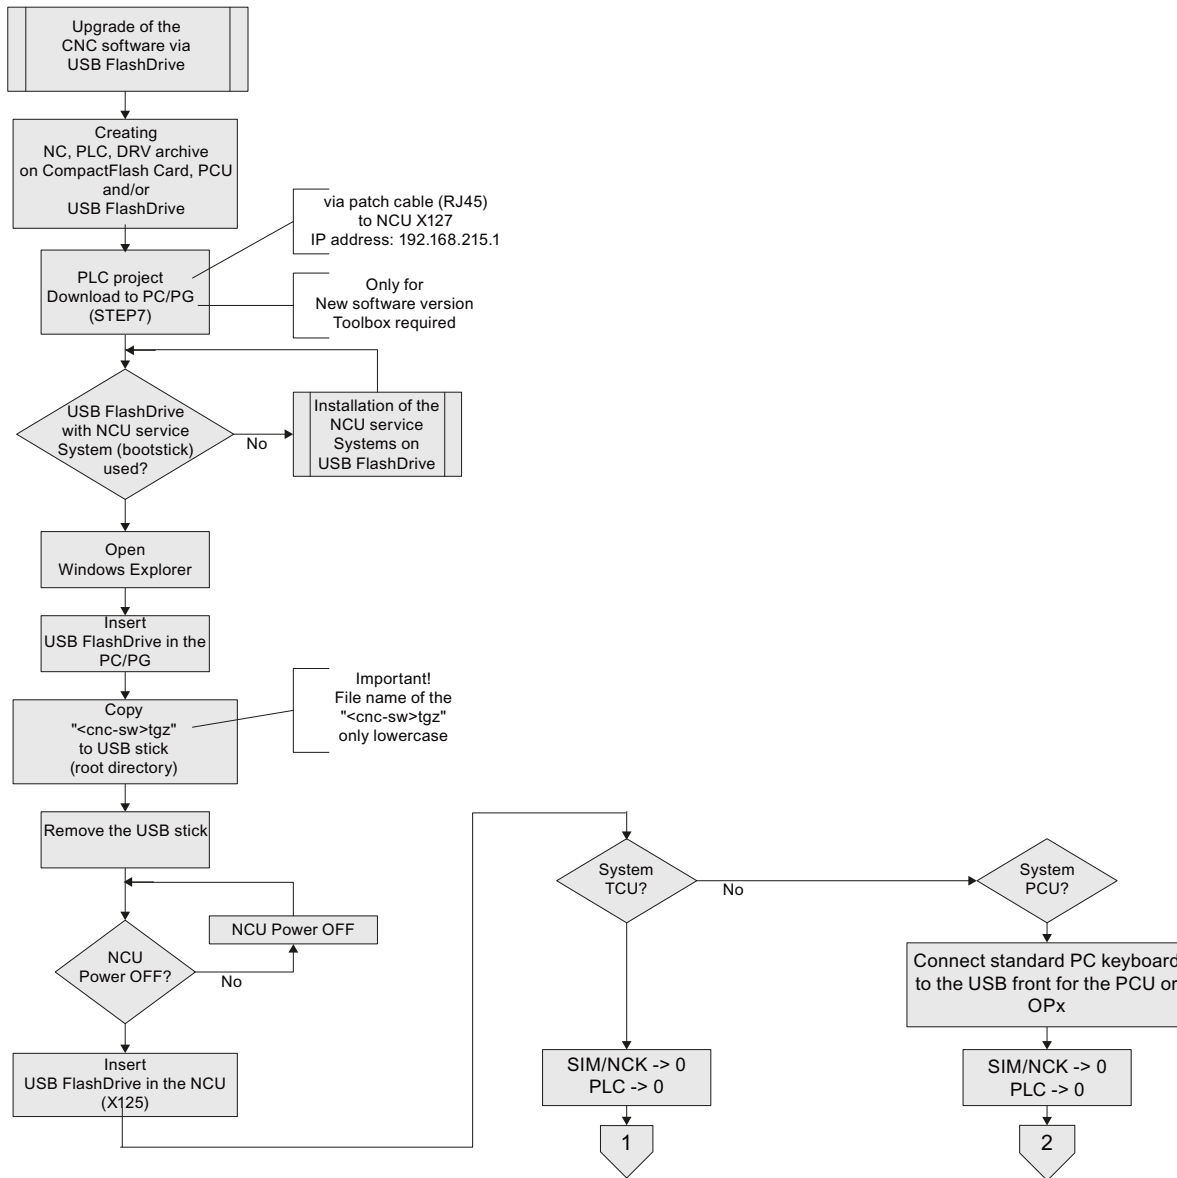 Upgrade of the
CNC software via
USB FlashDrive
Creating
NC, PLC, DRV archive
on CompactFlash Card, PCU
and/or
USB FlashDrive
via patch cable (RJ45)
to NCU X127
IP address: 192.168.215.1
PLC project
Download to PC/PG
(STEP7)
Only for
New software version
Toolbox required
USB FlashDrive
with NCU service
System (bootstick)
used?
No
Installation of the
NCU service
Systems on
USB FlashDrive
Open
Windows Explorer
Insert
USB FlashDrive in the
PC/PG
Copy
"<cnc-sw>tgz"
to USB stick
(root directory)
Important!
File name of the
"<cnc-sw>tgz"
only lowercase
Remove the USB stick
NCU Power OFF
NCU
Power OFF?
No
Insert
USB FlashDrive in the NCU
(X125)
System
TCU?
No
System
PCU?
Connect standard PC keyboard
to the USB front for the PCU or
OPx
SIM/NCK -> 0
PLC -> 0
SIM/NCK -> 0
PLC -> 0
1
2